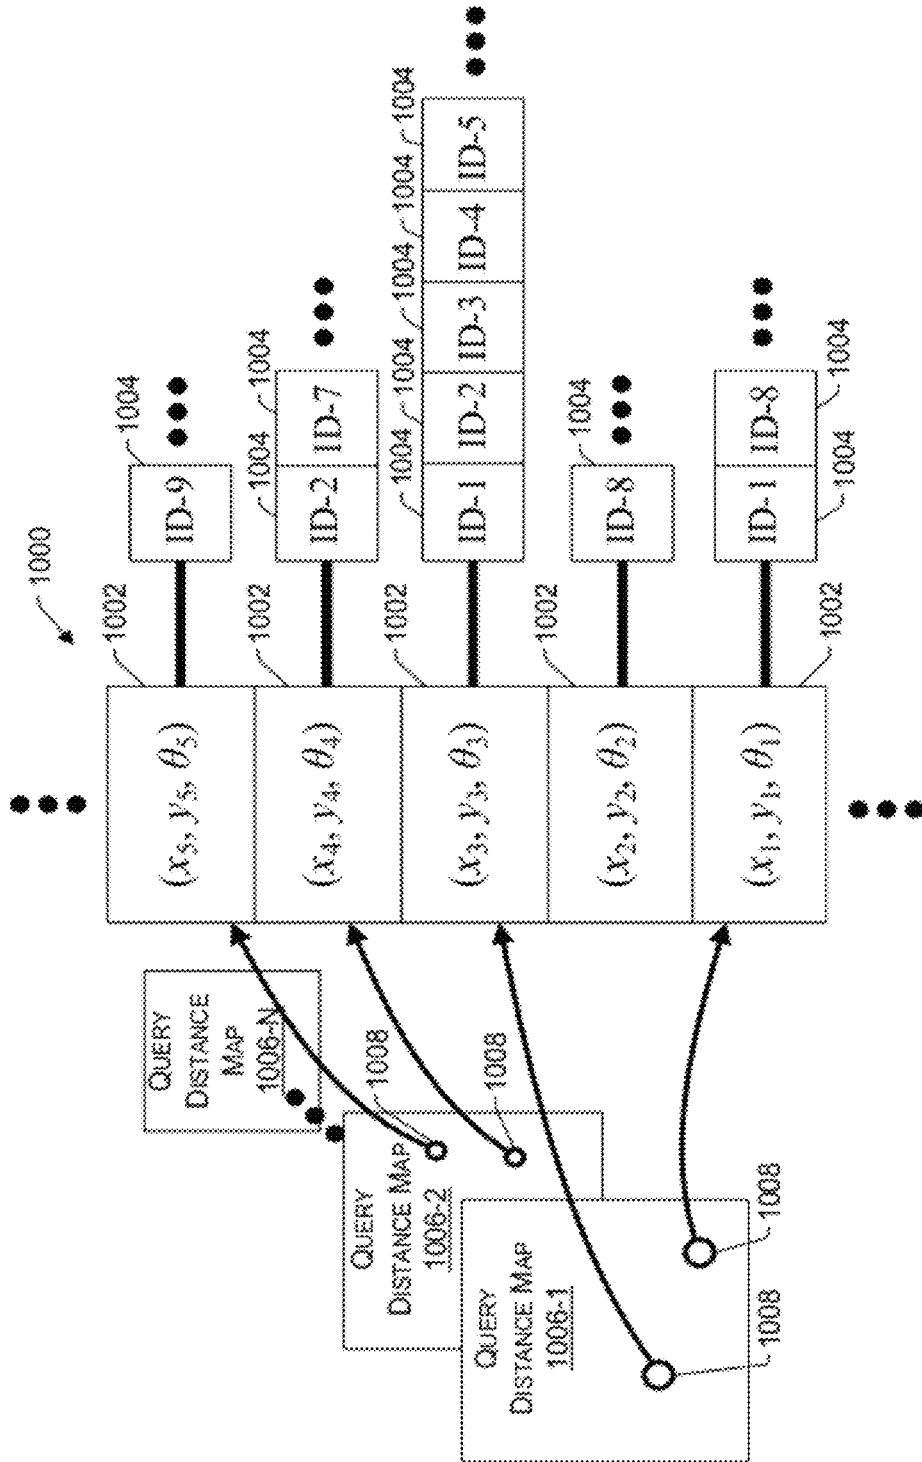 1000
1002 1004
(x₅, y₅, θ₅) ID-9
QUERY
DISTANCE
MAP
1006-N
1002 1004 1004
(x₄, y₄, θ₄) ID-2 ID-7
QUERY
DISTANCE MAP
1006-2
1008
1008
1002 1004 1004 1004 1004 1004
(x₃, y₃, θ₃) ID-1 ID-2 ID-3 ID-4 ID-5
QUERY
DISTANCE MAP
1006-1
1002 1004
(x₂, y₂, θ₂) ID-8
(x₁, y₁, θ₁) ID-1 ID-8
1008 1008 1002 1004 1004